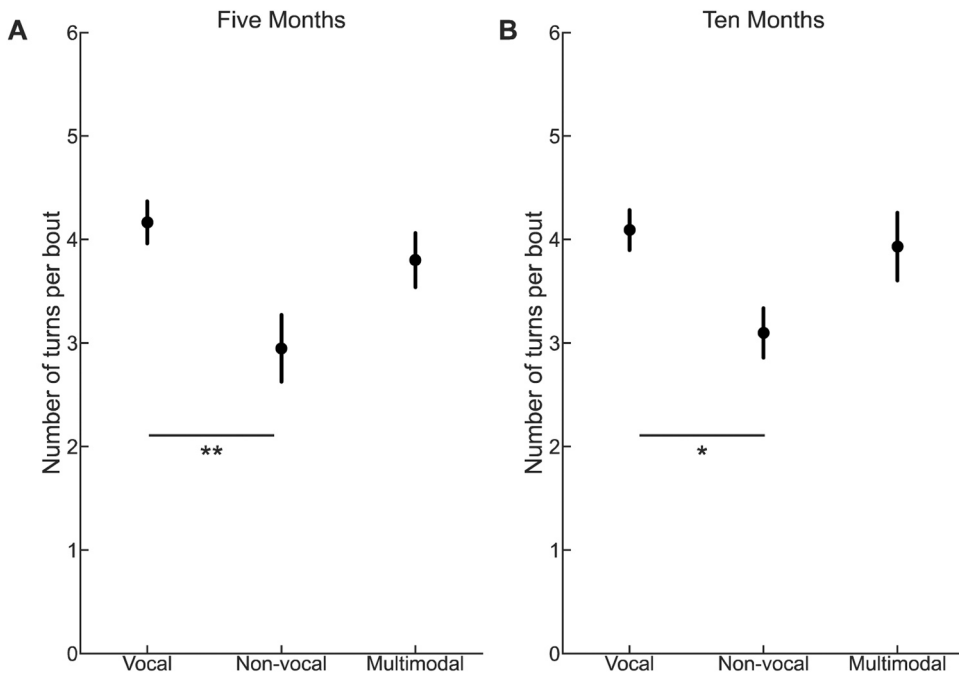 A
Five Months
6
5
4
3
2
1
0
Number of turns per bout
**
Vocal
Non-vocal
Multimodal
B
Ten Months
6
5
4
3
2
1
0
Number of turns per bout
*
Vocal
Non-vocal
Multimodal